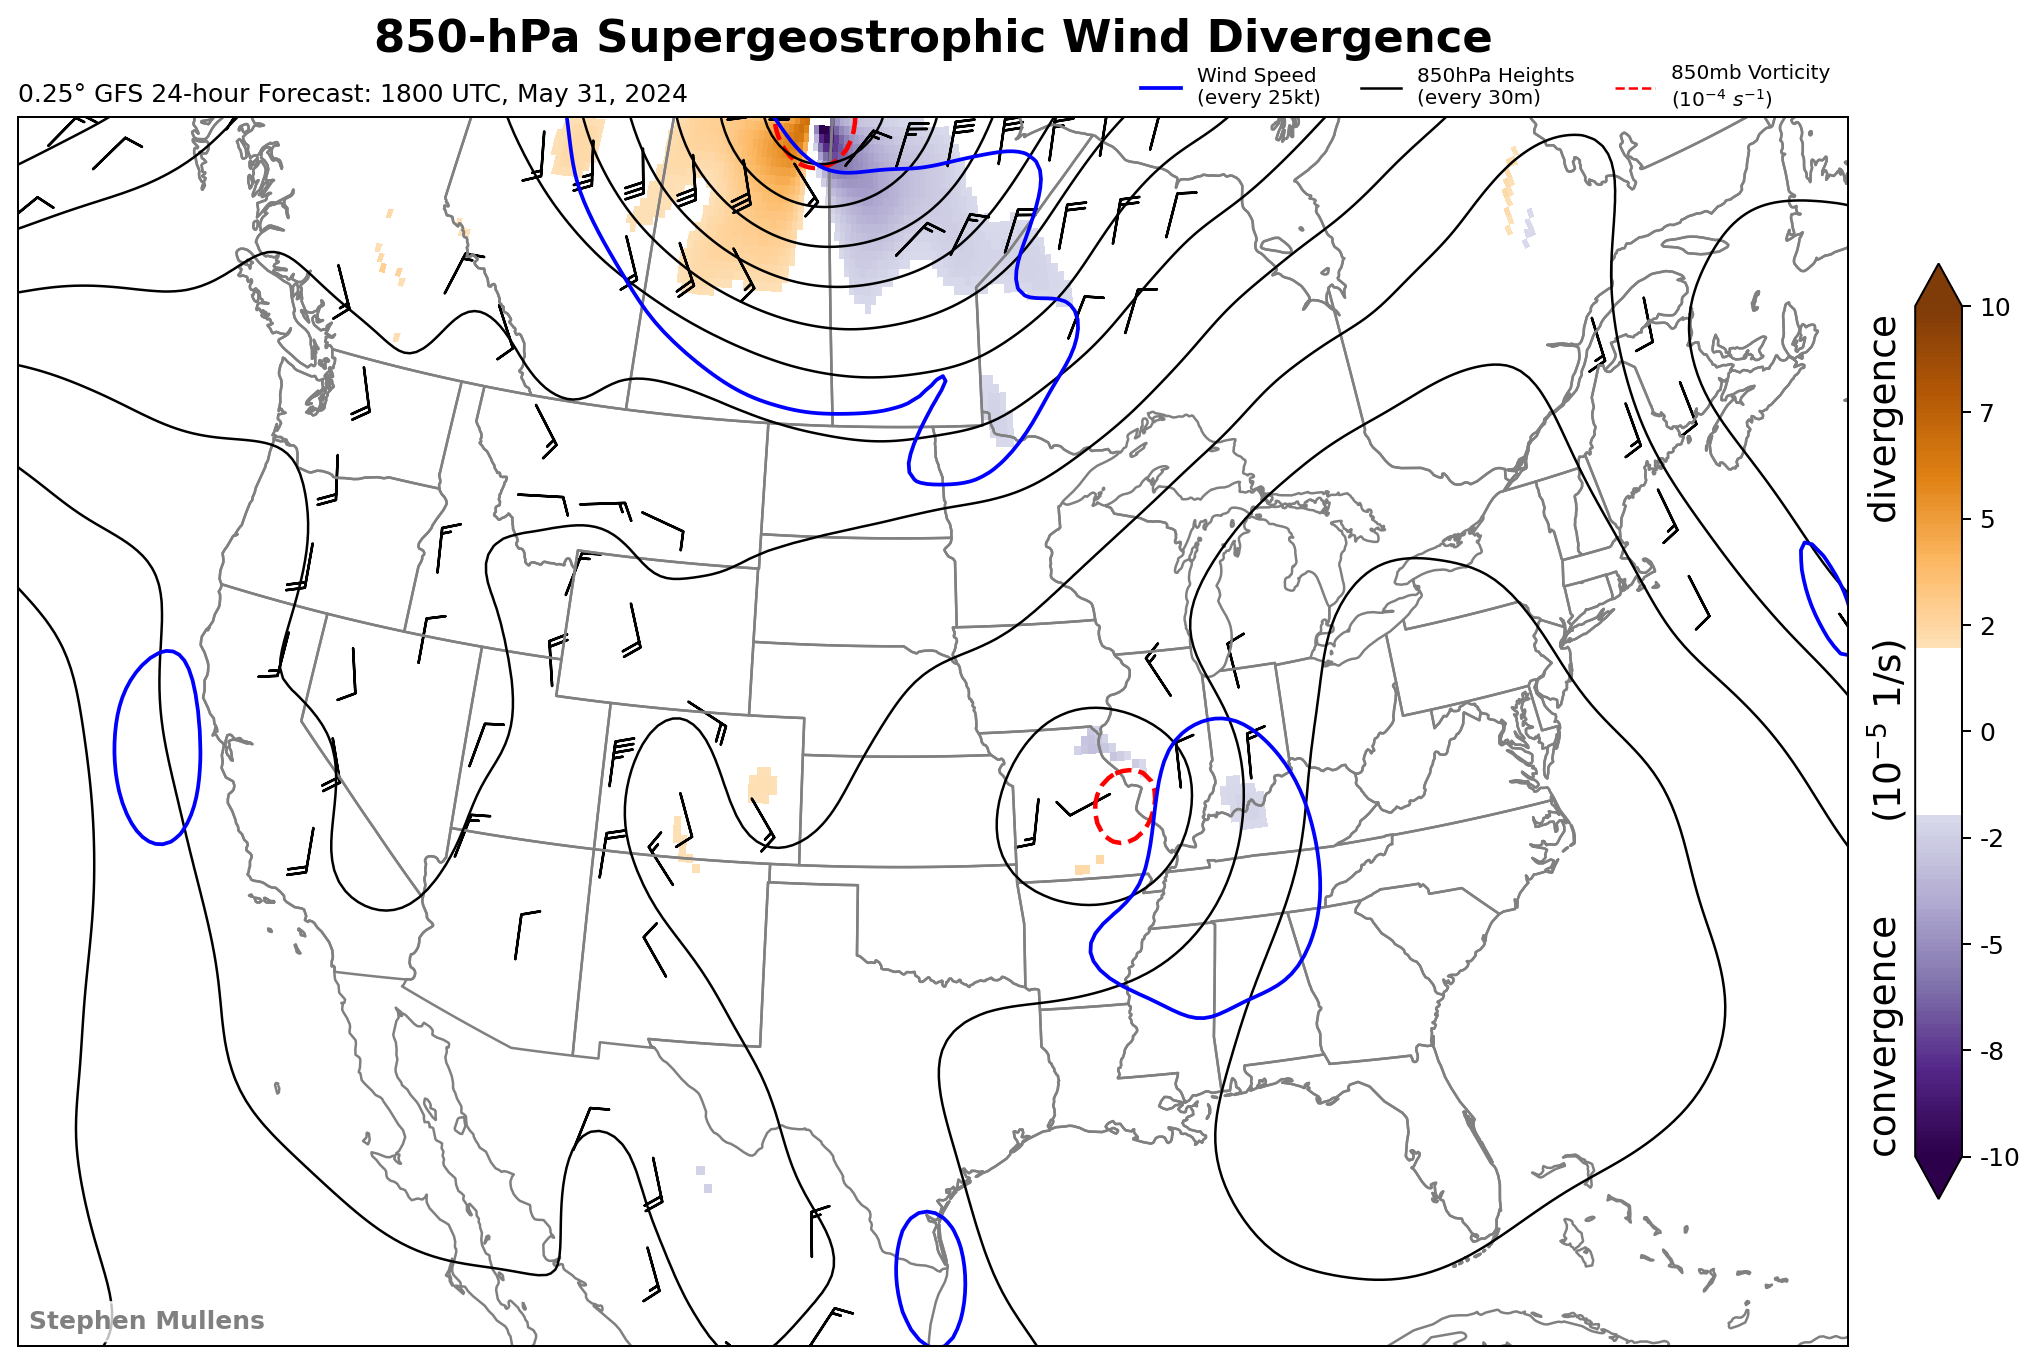 850-hPa Supergeostrophic Wind Divergence
0.25° GFS 24-hour Forecast: 1800 UTC, May 31, 2024
Wind Speed
(every 25kt)
850hPa Heights
(every 30m)
850mb Vorticity
(10⁻⁴ s⁻¹)
10
7
5
2
0
-2
-5
-8
-10
convergence (10⁻⁵ 1/s) divergence
Stephen Mullens